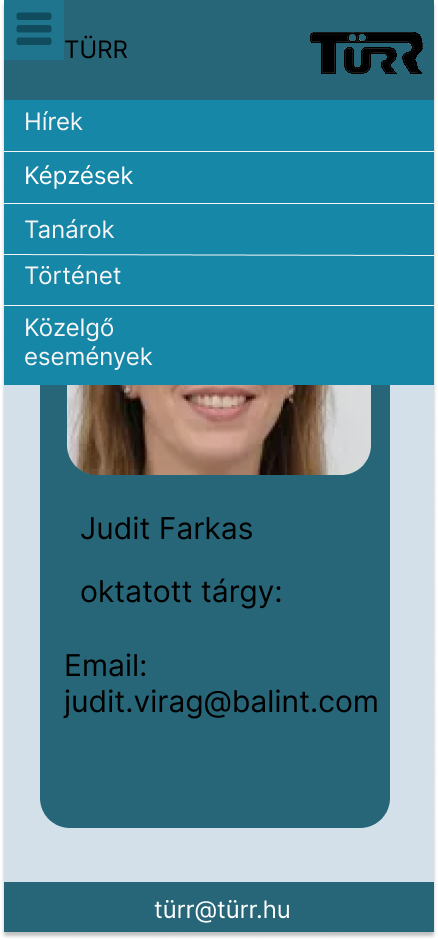 TÜRR
TÜRR
Hírek
Képzések
Tanárok
Történet
Közelgő
események
Judit Farkas
oktatott tárgy:
Email:
judit.virag@balint.com
türr@türr.hu